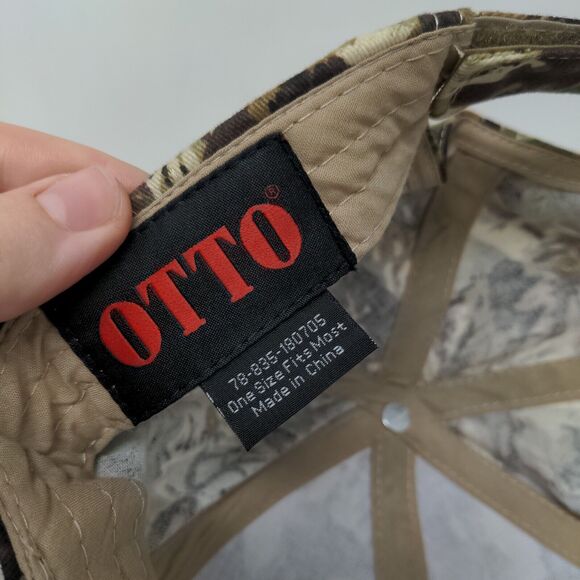 OTTO®
78-835-180705
One Size Fits Most
Made in China